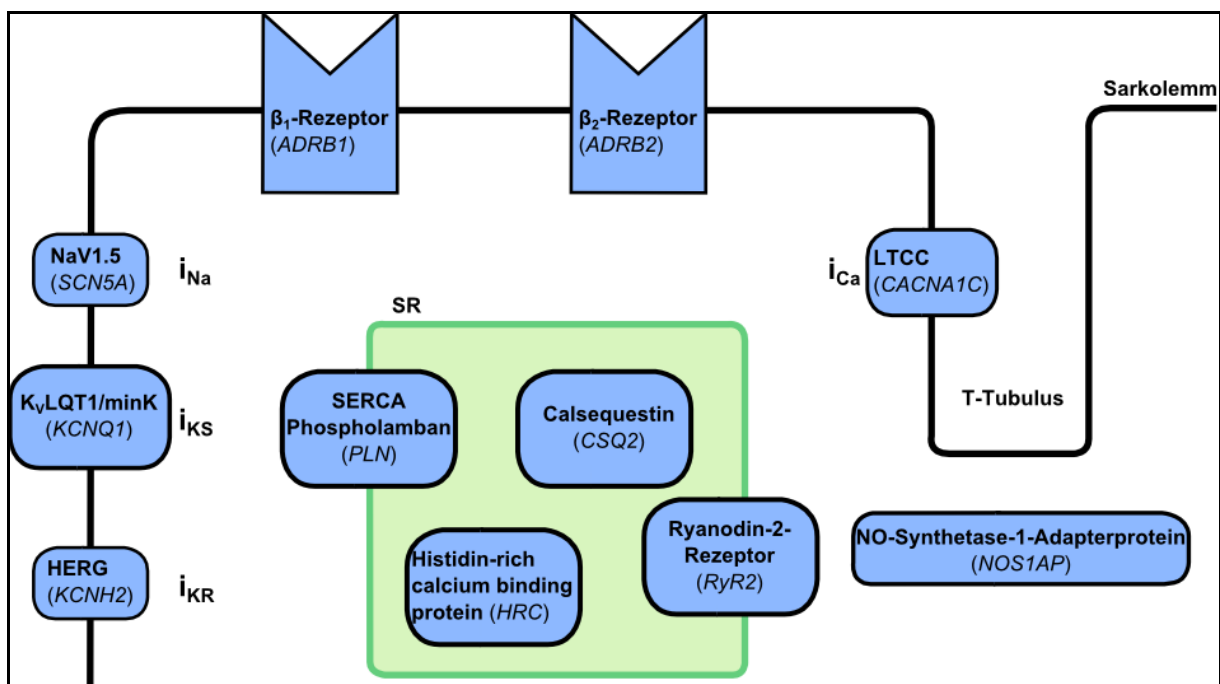 Sarkolemm
β₁-Rezeptor
(ADRB1)
β₂-Rezeptor
(ADRB2)
NaV1.5
(SCN5A)
iNa
iCa
LTCC
(CACNA1C)
SR
KVLQT1/minK
(KCNQ1)
iKS
SERCA
Phospholamban
(PLN)
Calsequestin
(CSQ2)
T-Tubulus
HERG
(KCNH2)
iKR
Histidin-rich
calcium binding
protein (HRC)
Ryanodin-2-
Rezeptor
(RyR2)
NO-Synthetase-1-Adapterprotein
(NOS1AP)